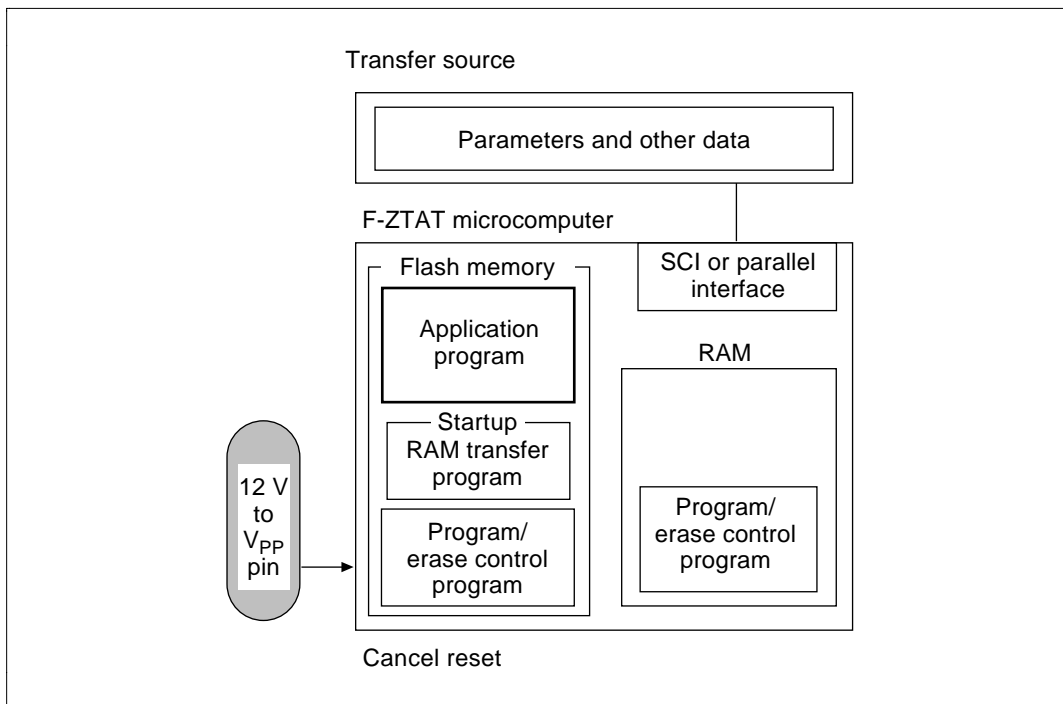 Transfer source
Parameters and other data
F-ZTAT microcomputer
Flash memory
SCI or parallel
interface
Application
program
RAM
Startup
RAM transfer
program
12 V
to
VPP
pin
Program/
erase control
program
Program/
erase control
program
Cancel reset